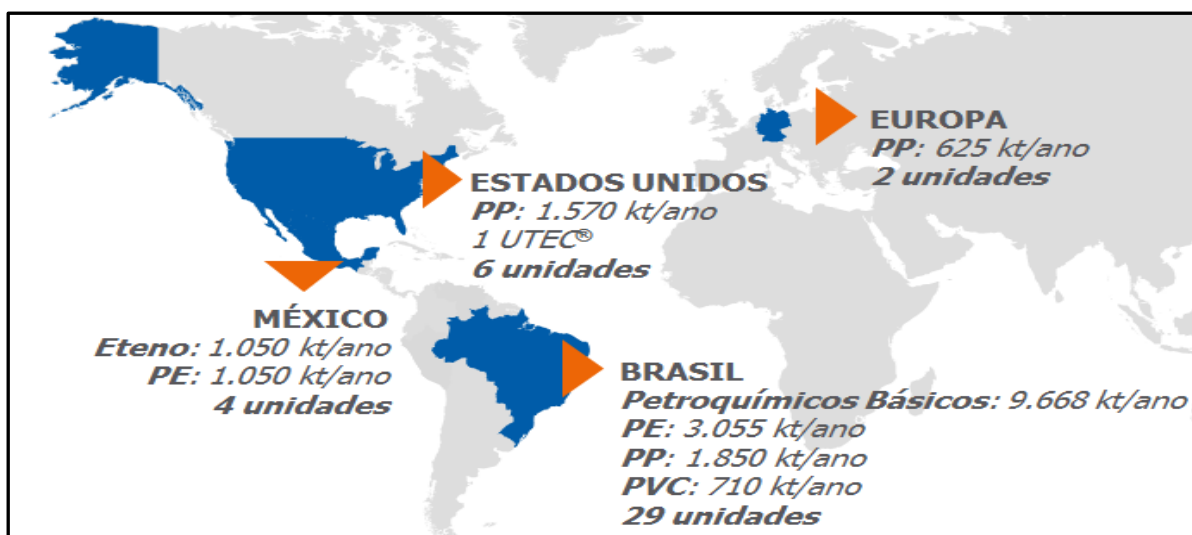 EUROPA
PP: 625 kt/ano
2 unidades
ESTADOS UNIDOS
PP: 1.570 kt/ano
1 UTEC®
6 unidades
MÉXICO
Eteno: 1.050 kt/ano
PE: 1.050 kt/ano
4 unidades
BRASIL
Petroquímicos Básicos: 9.668 kt/ano
PE: 3.055 kt/ano
PP: 1.850 kt/ano
PVC: 710 kt/ano
29 unidades